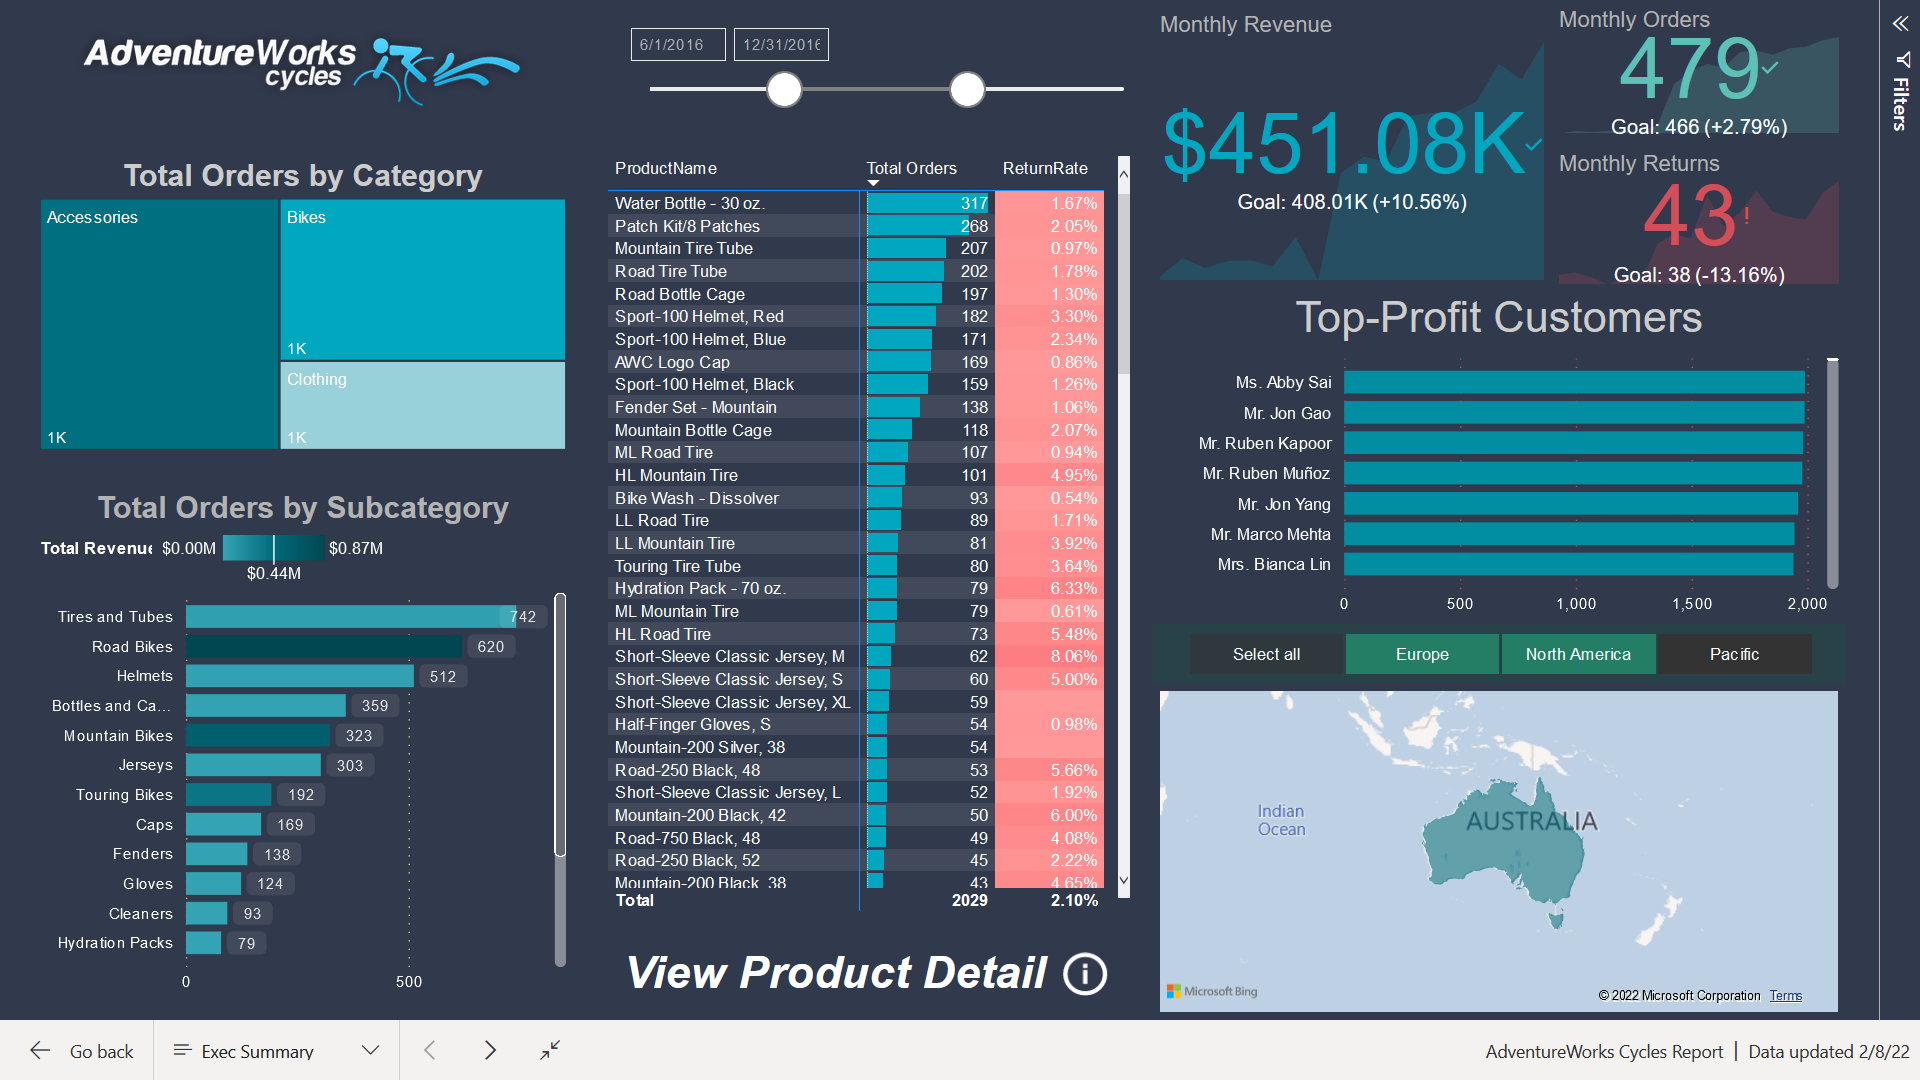 AdventureWorks
cycles
6/1/2016
12/31/2016
Monthly Revenue
$451.08K
Goal: 408.01K (+10.56%)
Monthly Orders
479
Goal: 466 (+2.79%)
Monthly Returns
43
!
Goal: 38 (-13.16%)
Filters
Total Orders by Category
Accessories
1K
Bikes
1K
Clothing
1K
Total Orders by Subcategory
Total Revenue $0.00M $0.87M
$0.44M
Tires and Tubes 742
Road Bikes 620
Helmets 512
Bottles and Ca... 359
Mountain Bikes 323
Jerseys 303
Touring Bikes 192
Caps 169
Fenders 138
Gloves 124
Cleaners 93
Hydration Packs 79
0 500
ProductName Total Orders ReturnRate
Water Bottle - 30 oz. 317 1.67%
Patch Kit/8 Patches 268 2.05%
Mountain Tire Tube 207 0.97%
Road Tire Tube 202 1.78%
Road Bottle Cage 197 1.30%
Sport-100 Helmet, Red 182 3.30%
Sport-100 Helmet, Blue 171 2.34%
AWC Logo Cap 169 0.86%
Sport-100 Helmet, Black 159 1.26%
Fender Set - Mountain 138 1.06%
Mountain Bottle Cage 118 2.07%
ML Road Tire 107 0.94%
HL Mountain Tire 101 4.95%
Bike Wash - Dissolver 93 0.54%
LL Road Tire 89 1.71%
LL Mountain Tire 81 3.92%
Touring Tire Tube 80 3.64%
Hydration Pack - 70 oz. 79 6.33%
ML Mountain Tire 79 0.61%
HL Road Tire 73 5.48%
Short-Sleeve Classic Jersey, M 62 8.06%
Short-Sleeve Classic Jersey, S 60 5.00%
Short-Sleeve Classic Jersey, XL 59
Half-Finger Gloves, S 54 0.98%
Mountain-200 Silver, 38 54
Road-250 Black, 48 53 5.66%
Short-Sleeve Classic Jersey, L 52 1.92%
Mountain-200 Black, 42 50 6.00%
Road-750 Black, 48 49 4.08%
Road-250 Black, 52 45 2.22%
Mountain-200 Black, 38 43 4.65%
Total 2029 2.10%
View Product Detail i
Top-Profit Customers
Ms. Abby Sai
Mr. Jon Gao
Mr. Ruben Kapoor
Mr. Ruben Muñoz
Mr. Jon Yang
Mr. Marco Mehta
Mrs. Bianca Lin
0 500 1,000 1,500 2,000
Select all Europe North America Pacific
Indian
Ocean
AUSTRALIA
Microsoft Bing
© 2022 Microsoft Corporation Terms
Go back
Exec Summary
AdventureWorks Cycles Report | Data updated 2/8/22